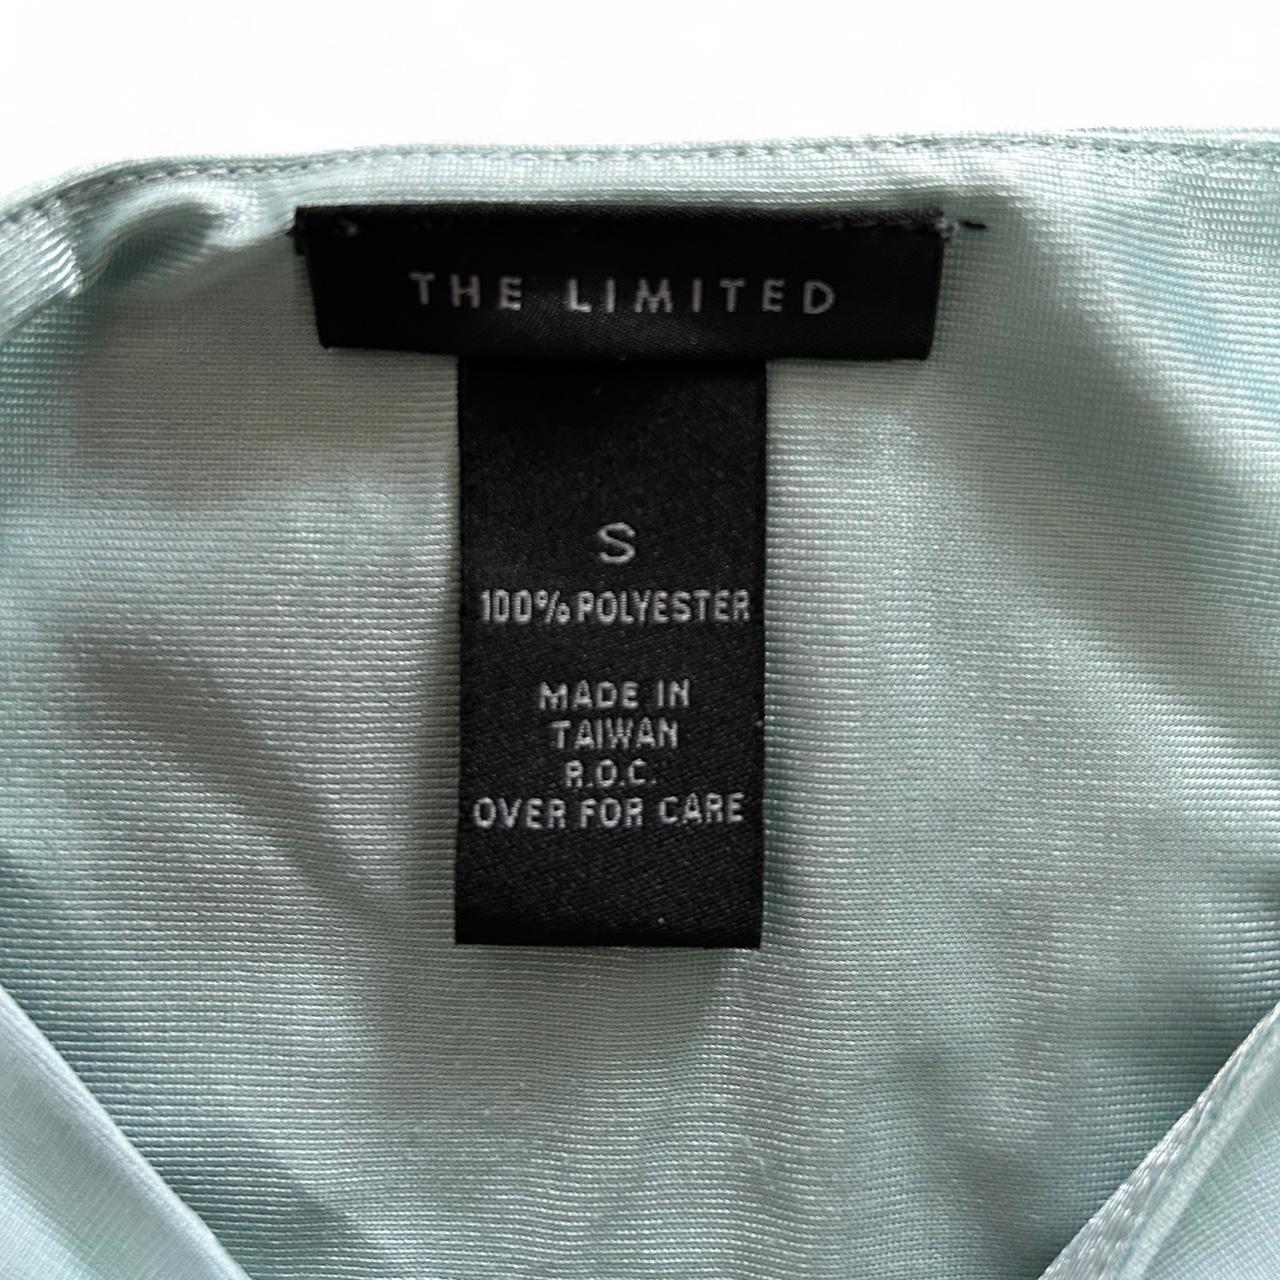 THE LIMITED
S
100% POLYESTER
MADE IN
TAIWAN
R.O.C.
OVER FOR CARE